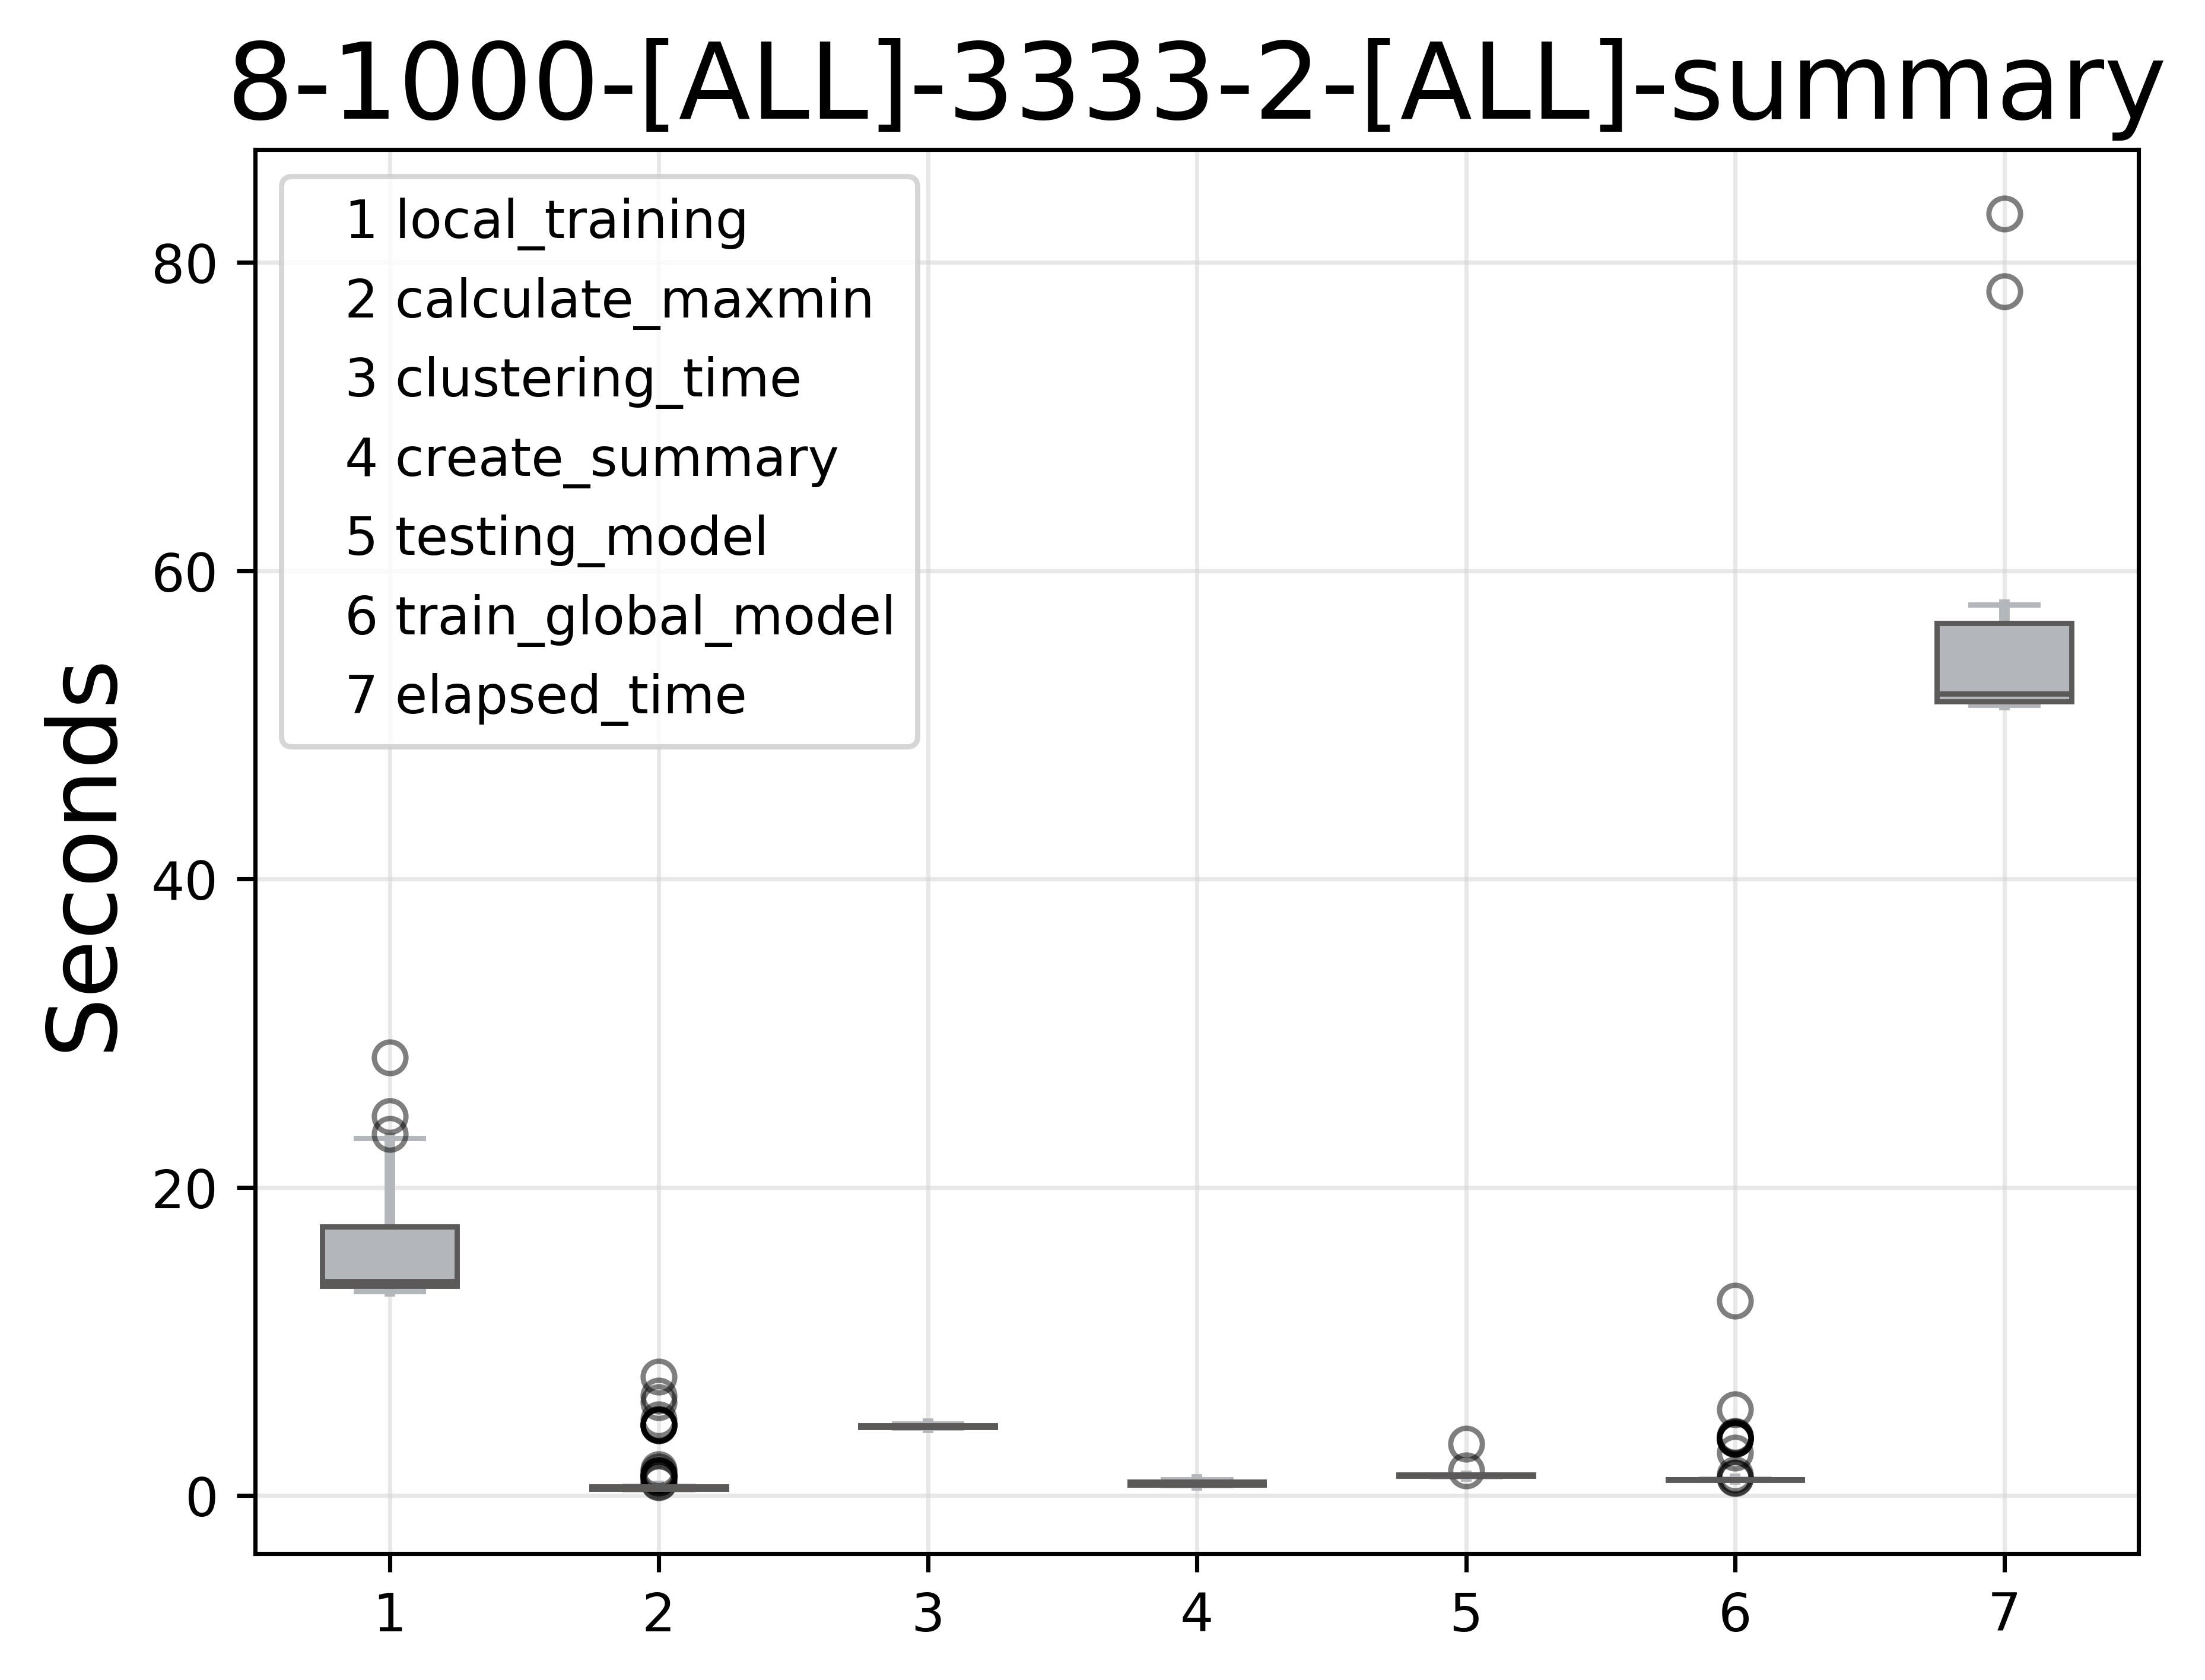 8-1000-[ALL]-3333-2-[ALL]-summary
1 local_training
2 calculate_maxmin
3 clustering_time
4 create_summary
5 testing_model
6 train_global_model
7 elapsed_time
Seconds
80
60
40
20
0
1 2 3 4 5 6 7